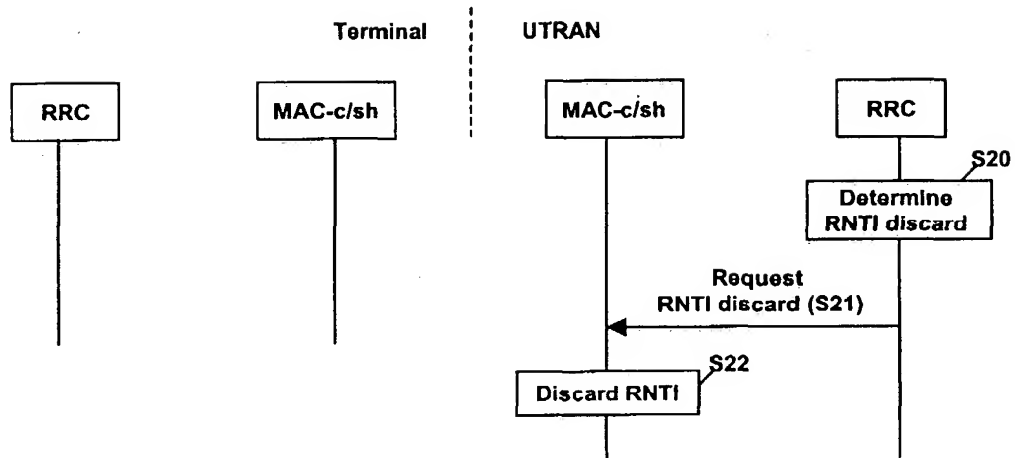 Terminal
UTRAN
RRC
MAC-c/sh
MAC-c/sh
RRC
S20
Determine
RNTI discard
Request
RNTI discard (S21)
S22
Discard RNTI